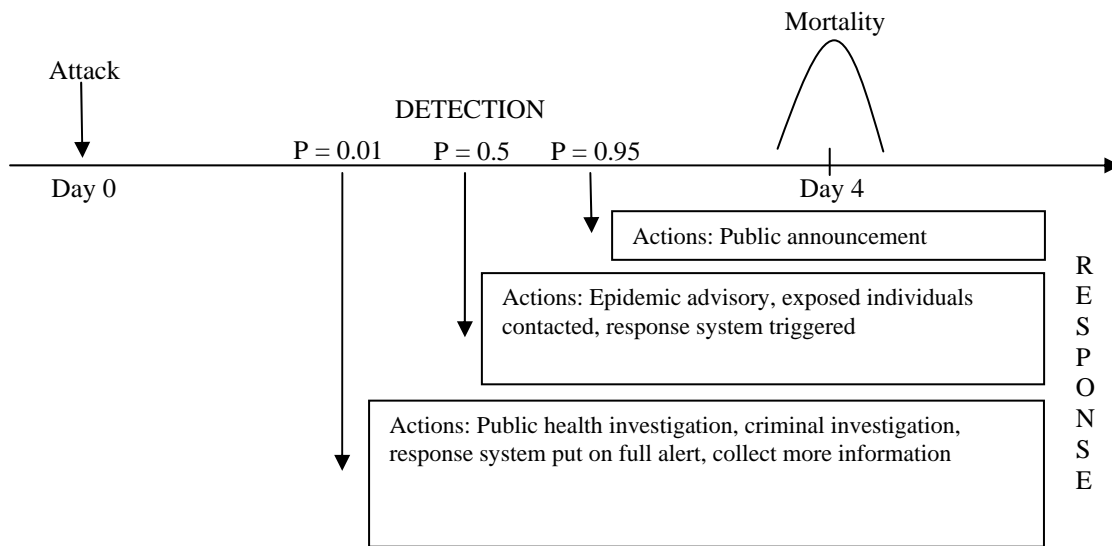 Mortality
Attack
DETECTION
P = 0.01 P = 0.5 P = 0.95
Day 0 Day 4
Actions: Public announcement
Actions: Epidemic advisory, exposed individuals
contacted, response system triggered
Actions: Public health investigation, criminal investigation,
response system put on full alert, collect more information
R
E
S
P
O
N
S
E